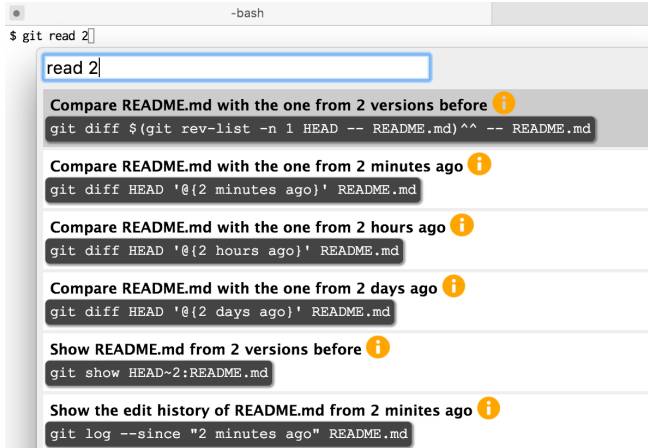 -bash
$ git read 2
read 2
Compare README.md with the one from 2 versions before
git diff $(git rev-list -n 1 HEAD -- README.md)^^ -- README.md
Compare README.md with the one from 2 minutes ago
git diff HEAD '@{2 minutes ago}' README.md
Compare README.md with the one from 2 hours ago
git diff HEAD '@{2 hours ago}' README.md
Compare README.md with the one from 2 days ago
git diff HEAD '@{2 days ago}' README.md
Show README.md from 2 versions before
git show HEAD~2:README.md
Show the edit history of README.md from 2 minites ago
git log --since "2 minutes ago" README.md